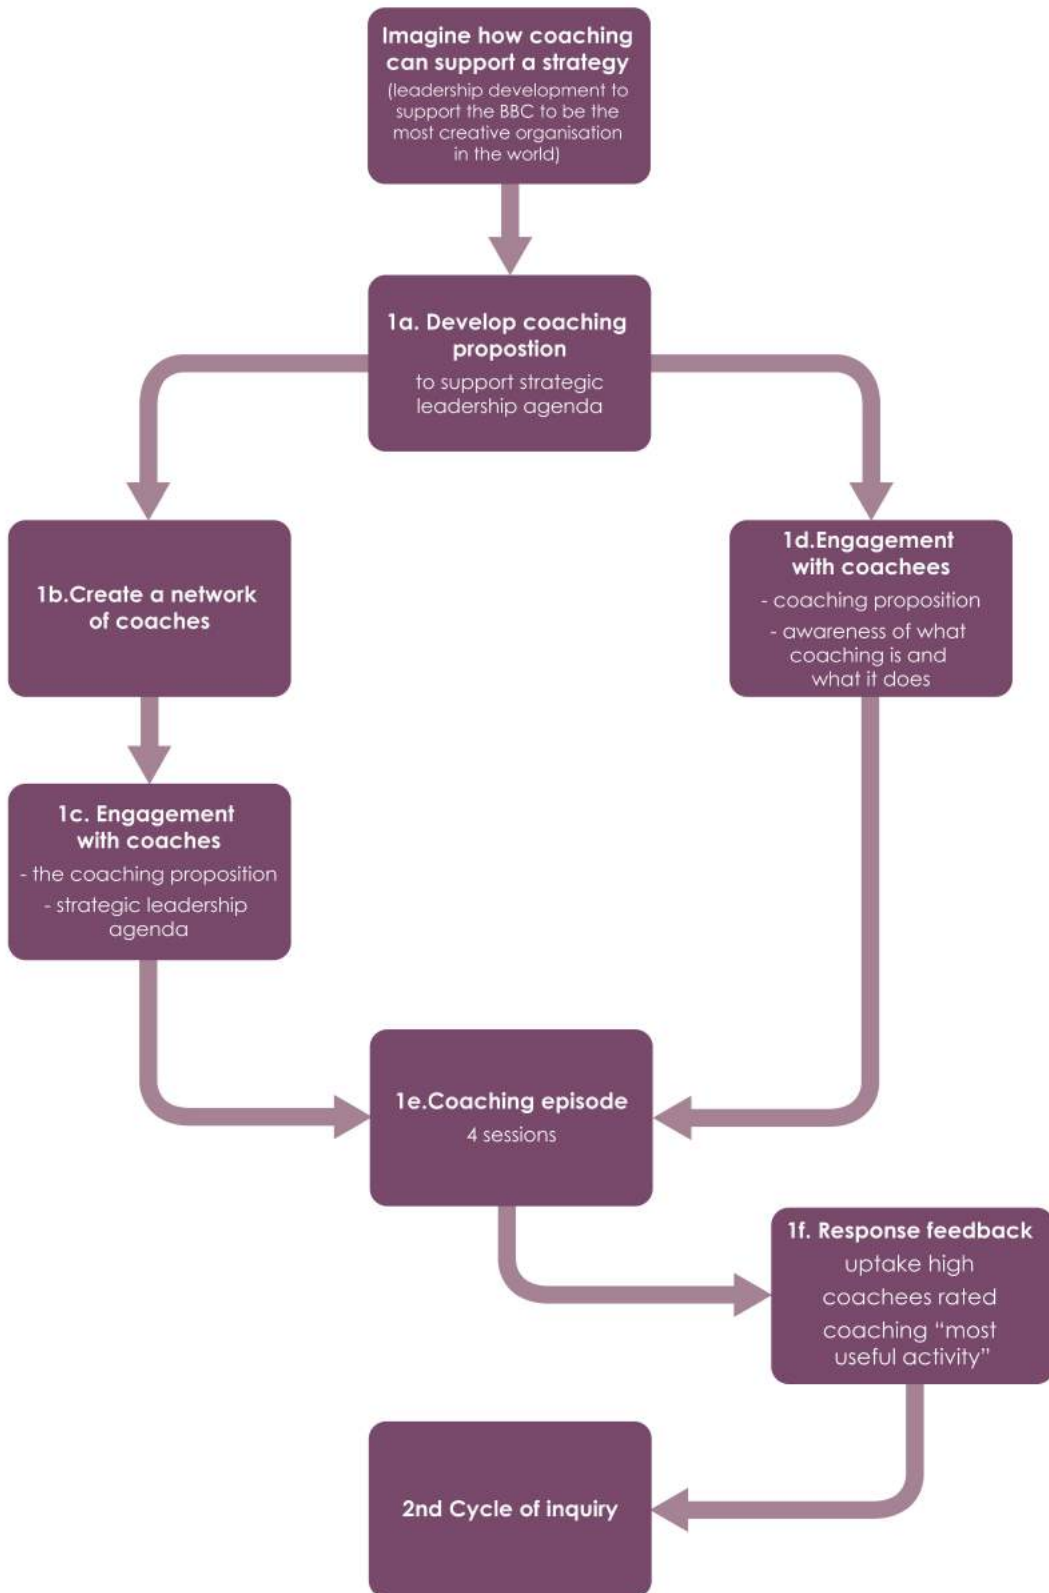 Imagine how coaching
can support a strategy
(leadership development to
support the BBC to be the
most creative organisation
in the world)
1a. Develop coaching
propostion
to support strategic
leadership agenda
1b.Create a network
of coaches
1d.Engagement
with coachees
- coaching proposition
- awareness of what
coaching is and
what it does
1c. Engagement
with coaches
- the coaching proposition
- strategic leadership
agenda
1e.Coaching episode
4 sessions
1f. Response feedback
uptake high
coachees rated
coaching “most
useful activity”
2nd Cycle of inquiry